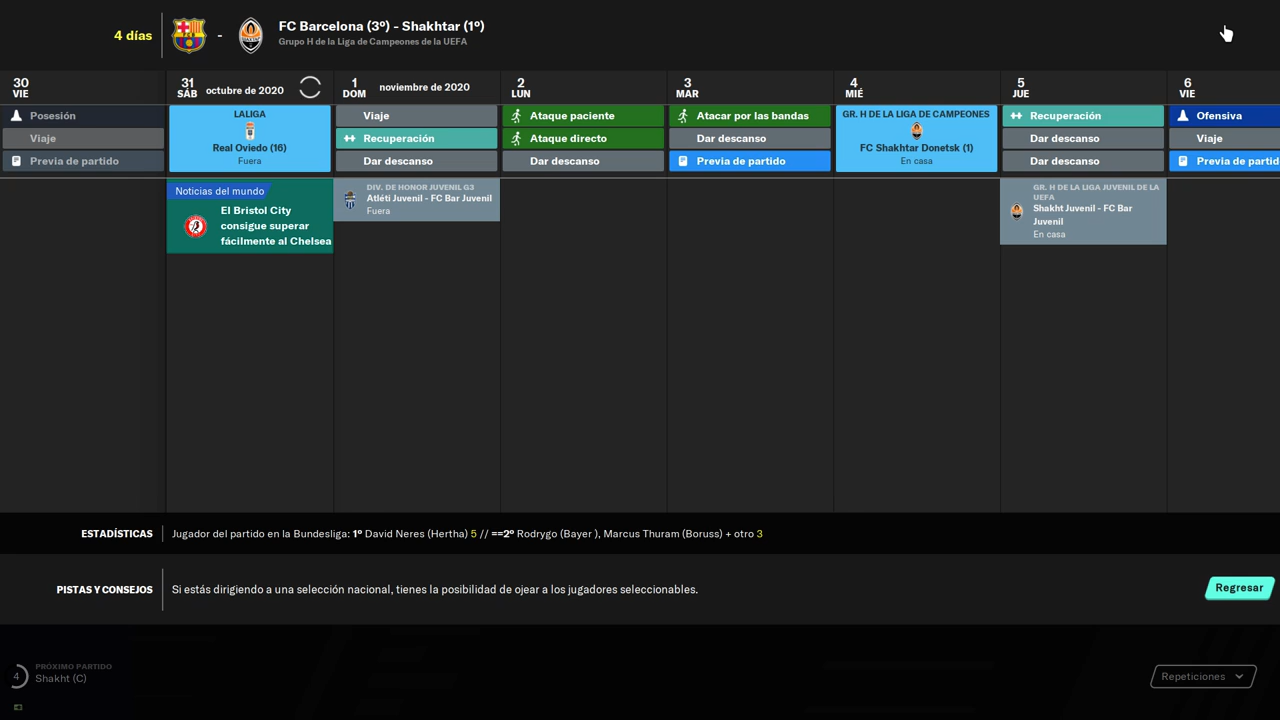 4 días
FC Barcelona (3º) - Shakhtar (1º)
Grupo H de la Liga de Campeones de la UEFA
30
VIE
31
SÁB
octubre de 2020
1
DOM
noviembre de 2020
2
LUN
3
MAR
4
MIÉ
5
JUE
6
VIE
Posesión
Viaje
Previa de partido
LALIGA
Real Oviedo (16)
Fuera
Viaje
Recuperación
Dar descanso
Ataque paciente
Ataque directo
Dar descanso
Atacar por las bandas
Dar descanso
Previa de partido
GR. H DE LA LIGA DE CAMPEONES
FC Shakhtar Donetsk (1)
En casa
Recuperación
Dar descanso
Dar descanso
Ofensiva
Viaje
Previa de partid
Noticias del mundo
El Bristol City
consigue superar
fácilmente al Chelsea
DIV. DE HONOR JUVENIL G3
Atléti Juvenil - FC Bar Juvenil
Fuera
GR. H DE LA LIGA JUVENIL DE LA
UEFA
Shakht Juvenil - FC Bar
Juvenil
En casa
ESTADÍSTICAS
Jugador del partido en la Bundesliga: 1º David Neres (Hertha) 5 // ==2º Rodrygo (Bayer ), Marcus Thuram (Boruss) + otro 3
PISTAS Y CONSEJOS
Si estás dirigiendo a una selección nacional, tienes la posibilidad de ojear a los jugadores seleccionables.
Regresar
4
PRÓXIMO PARTIDO
Shakht (C)
Repeticiones